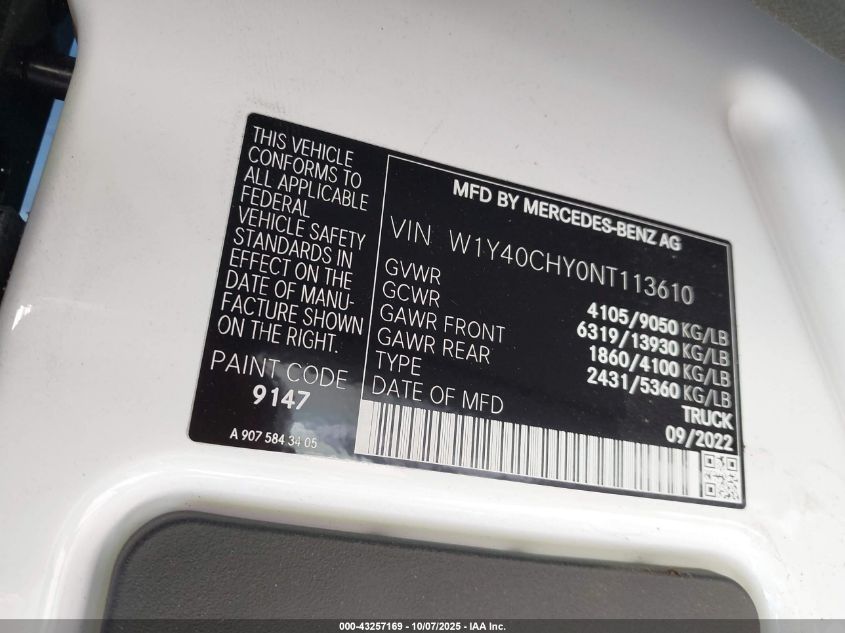 THIS VEHICLE
CONFORMS TO
ALL APPLICABLE
FEDERAL
VEHICLE SAFETY
STANDARDS IN
EFFECT ON THE
DATE OF MANU-
FACTURE SHOWN
ON THE RIGHT.
PAINT CODE
9147
A 907 584 34 05
MFD BY MERCEDES-BENZ AG
VIN W1Y40CHY0NT113610
GVWR 4105/9050 KG/LB
GCWR 6319/13930 KG/LB
GAWR FRONT 1860/4100 KG/LB
GAWR REAR 2431/5360 KG/LB
TYPE TRUCK
DATE OF MFD 09/2022
000-43257169 - 10/07/2025 - IAA Inc.